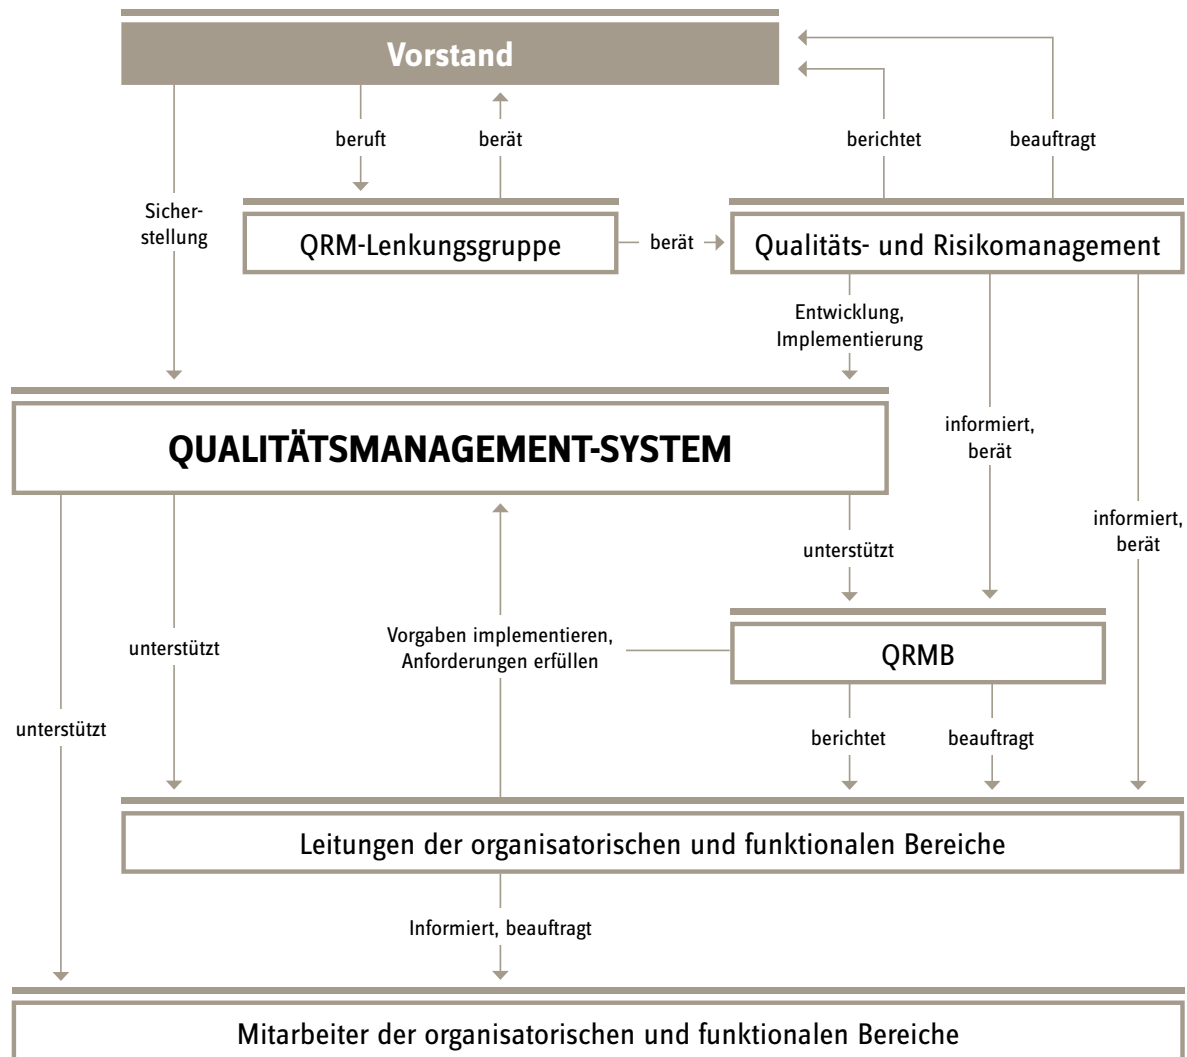 Vorstand
beruft
berät
berichtet
beauftragt
Sicher-
stellung
QRM-Lenkungsgruppe
berät
Qualitäts- und Risikomanagement
Entwicklung,
Implementierung
QUALITÄTSMANAGEMENT-SYSTEM
informiert,
berät
informiert,
berät
unterstützt
unterstützt
Vorgaben implementieren,
Anforderungen erfüllen
QRMB
unterstützt
berichtet
beauftragt
Leitungen der organisatorischen und funktionalen Bereiche
Informiert, beauftragt
Mitarbeiter der organisatorischen und funktionalen Bereiche